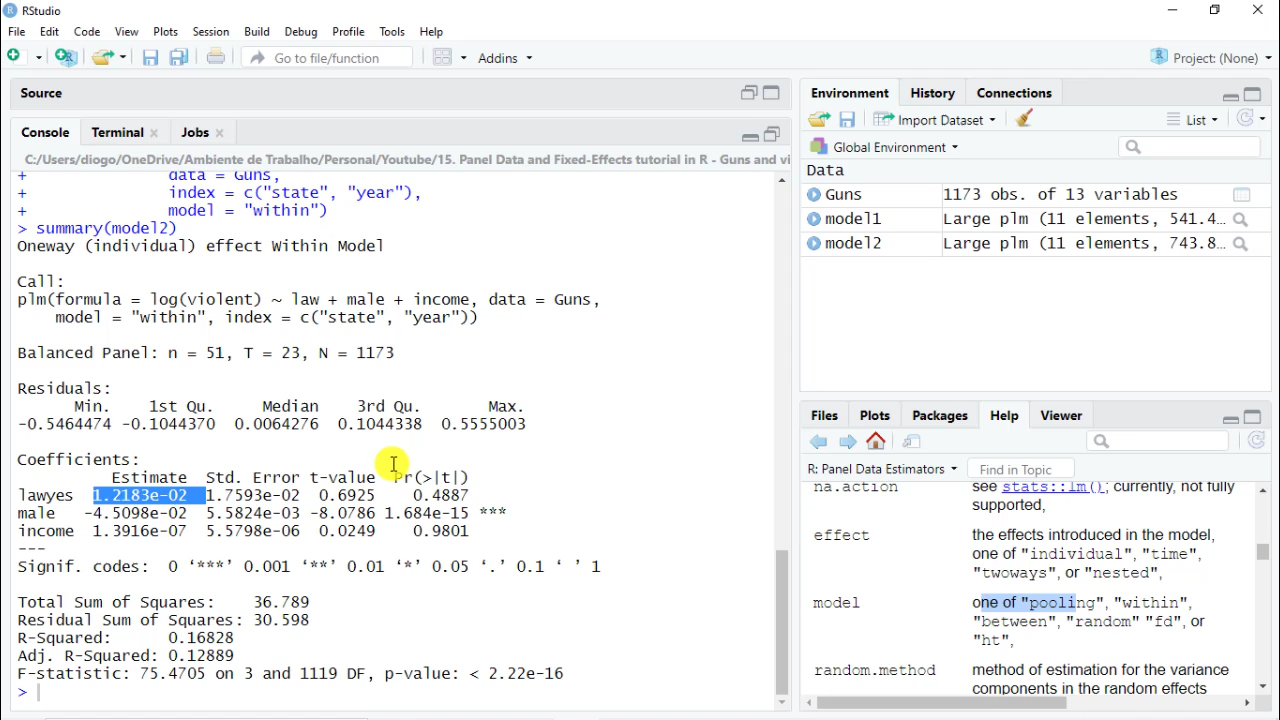 RStudio
File Edit Code View Plots Session Build Debug Profile Tools Help
Go to file/function Addins Project: (None)
Source
Console Terminal Jobs
C:/Users/diogo/OneDrive/Ambiente de Trabalho/Personal/Youtube/15. Panel Data and Fixed-Effects tutorial in R - Guns and vi
+ data = Guns,
+ index = c("state", "year"),
+ model = "within")
> summary(model2)
Oneway (individual) effect Within Model
Call:
plm(formula = log(violent) ~ law + male + income, data = Guns,
model = "within", index = c("state", "year"))
Balanced Panel: n = 51, T = 23, N = 1173
Residuals:
Min. 1st Qu. Median 3rd Qu. Max.
-0.5464474 -0.1044370 0.0064276 0.1044338 0.5555003
Coefficients:
Estimate Std. Error t-value Pr(>|t|)
lawyes 1.2183e-02 1.7593e-02 0.6925 0.4887
male -4.5098e-02 5.5824e-03 -8.0786 1.684e-15 ***
income 1.3916e-07 5.5798e-06 0.0249 0.9801
---
Signif. codes: 0 ‘***’ 0.001 ‘**’ 0.01 ‘*’ 0.05 ‘.’ 0.1 ‘ ’ 1
Total Sum of Squares: 36.789
Residual Sum of Squares: 30.598
R-Squared: 0.16828
Adj. R-Squared: 0.12889
F-statistic: 75.4705 on 3 and 1119 DF, p-value: < 2.22e-16
>
Environment History Connections
Import Dataset List
Global Environment
Data
Guns 1173 obs. of 13 variables
model1 Large plm (11 elements, 541.4…
model2 Large plm (11 elements, 743.8…
Files Plots Packages Help Viewer
R: Panel Data Estimators Find in Topic
na.action see stats::lm(); currently, not fully
supported,
effect the effects introduced in the model,
one of "individual", "time",
"twoways", or "nested",
model one of "pooling", "within",
"between", "random" "fd", or
"ht",
random.method method of estimation for the variance
components in the random effects